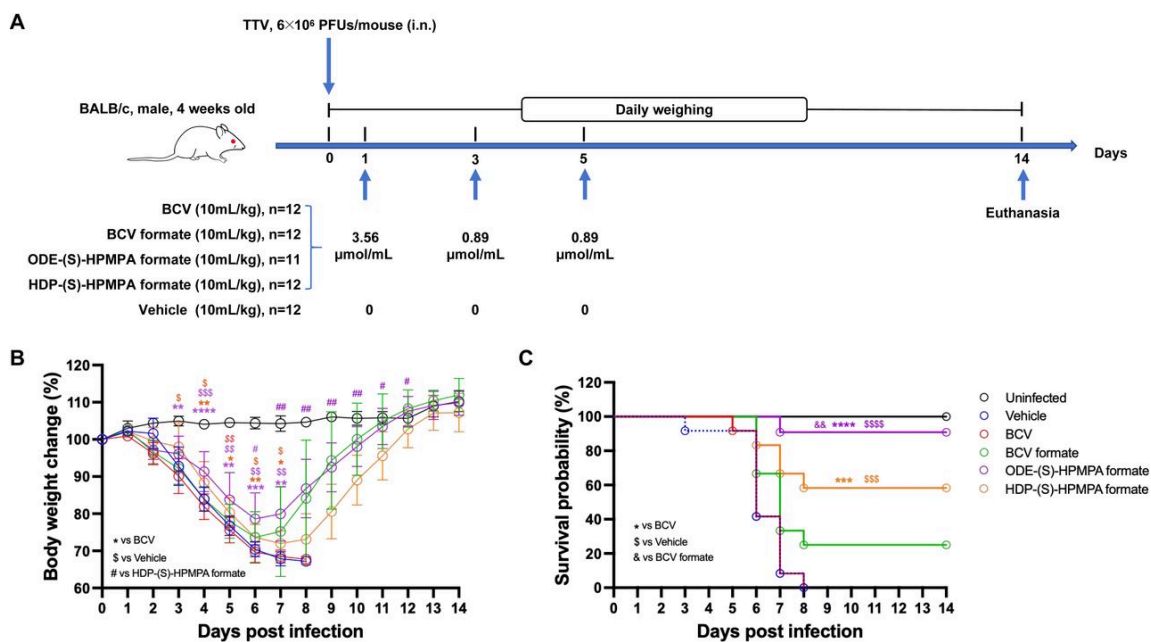 A
TTV, 6×10⁶ PFUs/mouse (i.n.)
BALB/c, male, 4 weeks old
Daily weighing
0 1 3 5 14 Days
Euthanasia
BCV (10mL/kg), n=12
BCV formate (10mL/kg), n=12
ODE-(S)-HPMPA formate (10mL/kg), n=11
HDP-(S)-HPMPA formate (10mL/kg), n=12
3.56 0.89 0.89
µmol/mL µmol/mL µmol/mL
Vehicle (10mL/kg), n=12 0 0 0
B
Body weight change (%)
120
110
100
90
80
70
60
$
**
$
$$$
**
****
$$
$$
*
**
#
$
$$
**
***
##
$
*
$$
**
##
##
##
#
#
* vs BCV
$ vs Vehicle
# vs HDP-(S)-HPMPA formate
0 1 2 3 4 5 6 7 8 9 10 11 12 13 14
Days post infection
C
Survival probability (%)
120
100
80
60
40
20
0
&& **** $$$$
*** $$$
* vs BCV
$ vs Vehicle
& vs BCV formate
0 1 2 3 4 5 6 7 8 9 10 11 12 13 14
Days post infection
Uninfected
Vehicle
BCV
BCV formate
ODE-(S)-HPMPA formate
HDP-(S)-HPMPA formate